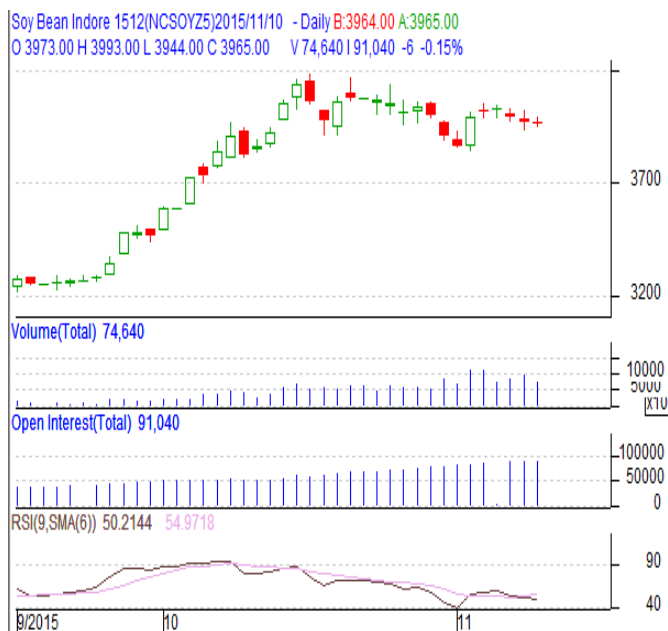 Soy Bean Indore 1512(NCSOYZ5)2015/11/10 - Daily B:3964.00 A:3965.00
O 3973.00 H 3993.00 L 3944.00 C 3965.00 V 74,640 I 91,040 -6 -0.15%
3700
3200
Volume(Total) 74,640
10000
5000
X10
Open Interest(Total) 91,040
100000
50000
0
RSI(9,SMA(6)) 50.2144 54.9718
90
40
9/2015 10 11